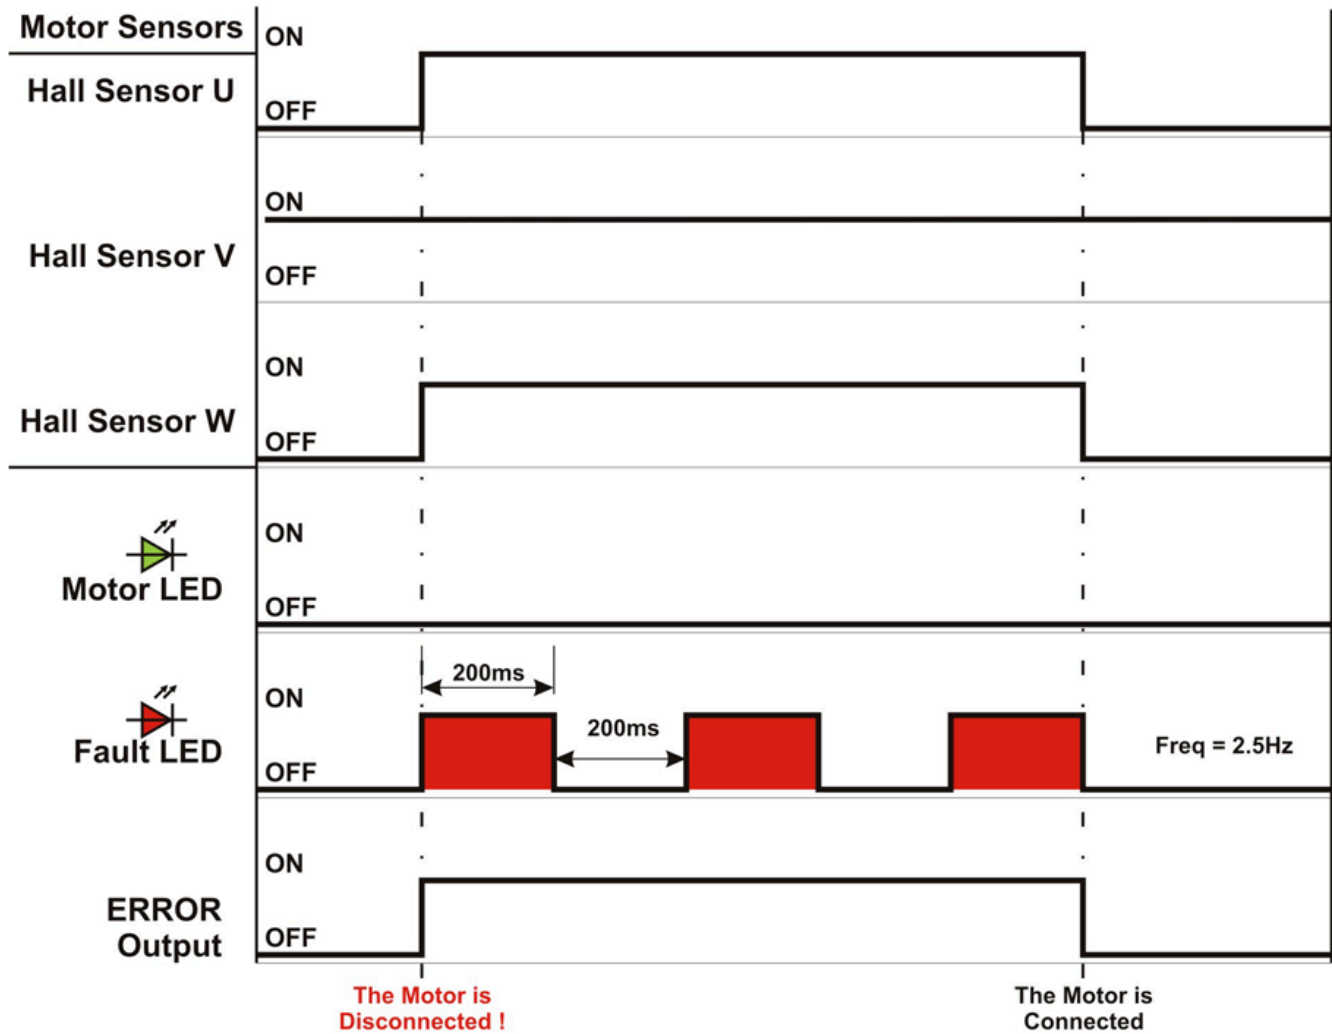 Motor Sensors
ON
Hall Sensor U
OFF
ON
Hall Sensor V
OFF
ON
Hall Sensor W
OFF
ON
Motor LED
OFF
200ms
ON
200ms
Fault LED
Freq = 2.5Hz
OFF
ON
ERROR
Output
OFF
The Motor is
Disconnected !
The Motor is
Connected